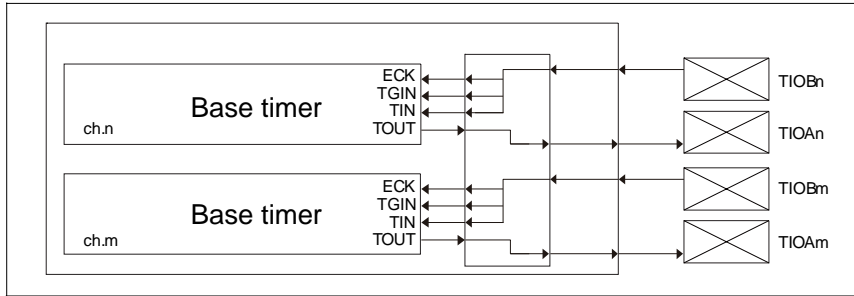 ECK
TGIN
Base timer
TIN
ch.n
TOUT
TIOBn
TIOAn
ECK
TGIN
Base timer
TIN
ch.m
TOUT
TIOBm
TIOAm